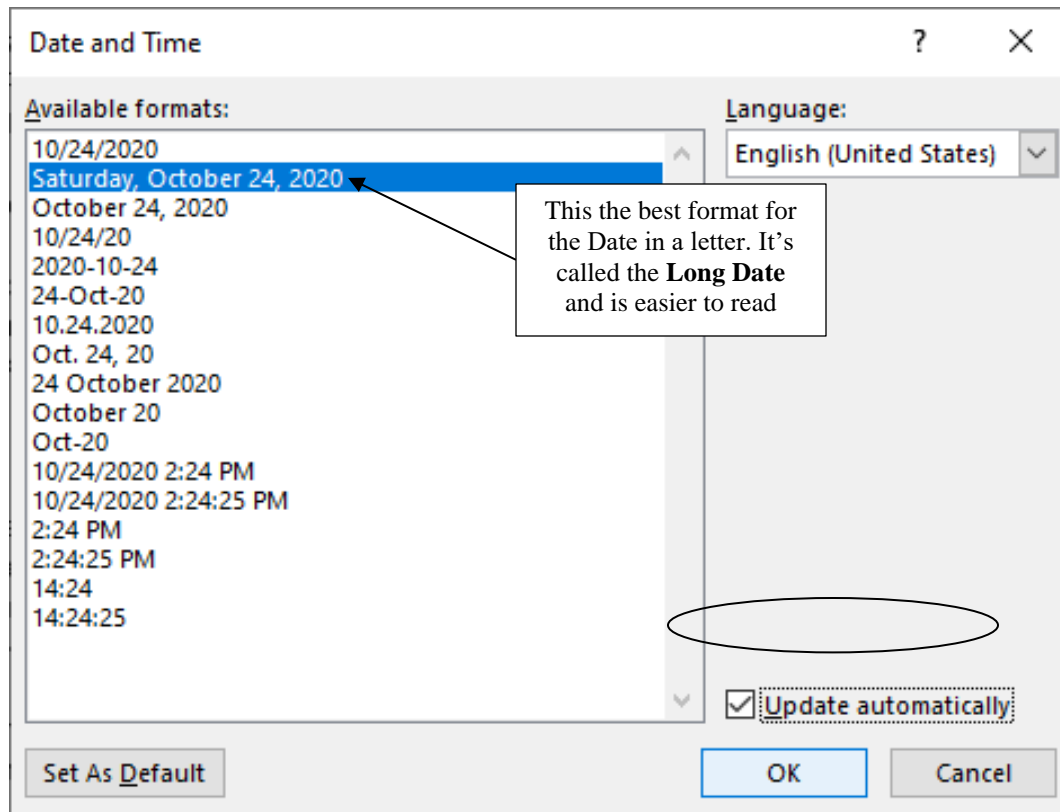 Date and Time
?
Available formats:
Language:
10/24/2020
Saturday, October 24, 2020
October 24, 2020
10/24/20
2020-10-24
24-Oct-20
10.24.2020
Oct. 24, 20
24 October 2020
October 20
Oct-20
10/24/2020 2:24 PM
10/24/2020 2:24:25 PM
2:24 PM
2:24:25 PM
14:24
14:24:25
English (United States)
This the best format for
the Date in a letter. It’s
called the Long Date
and is easier to read
Update automatically
Set As Default
OK
Cancel